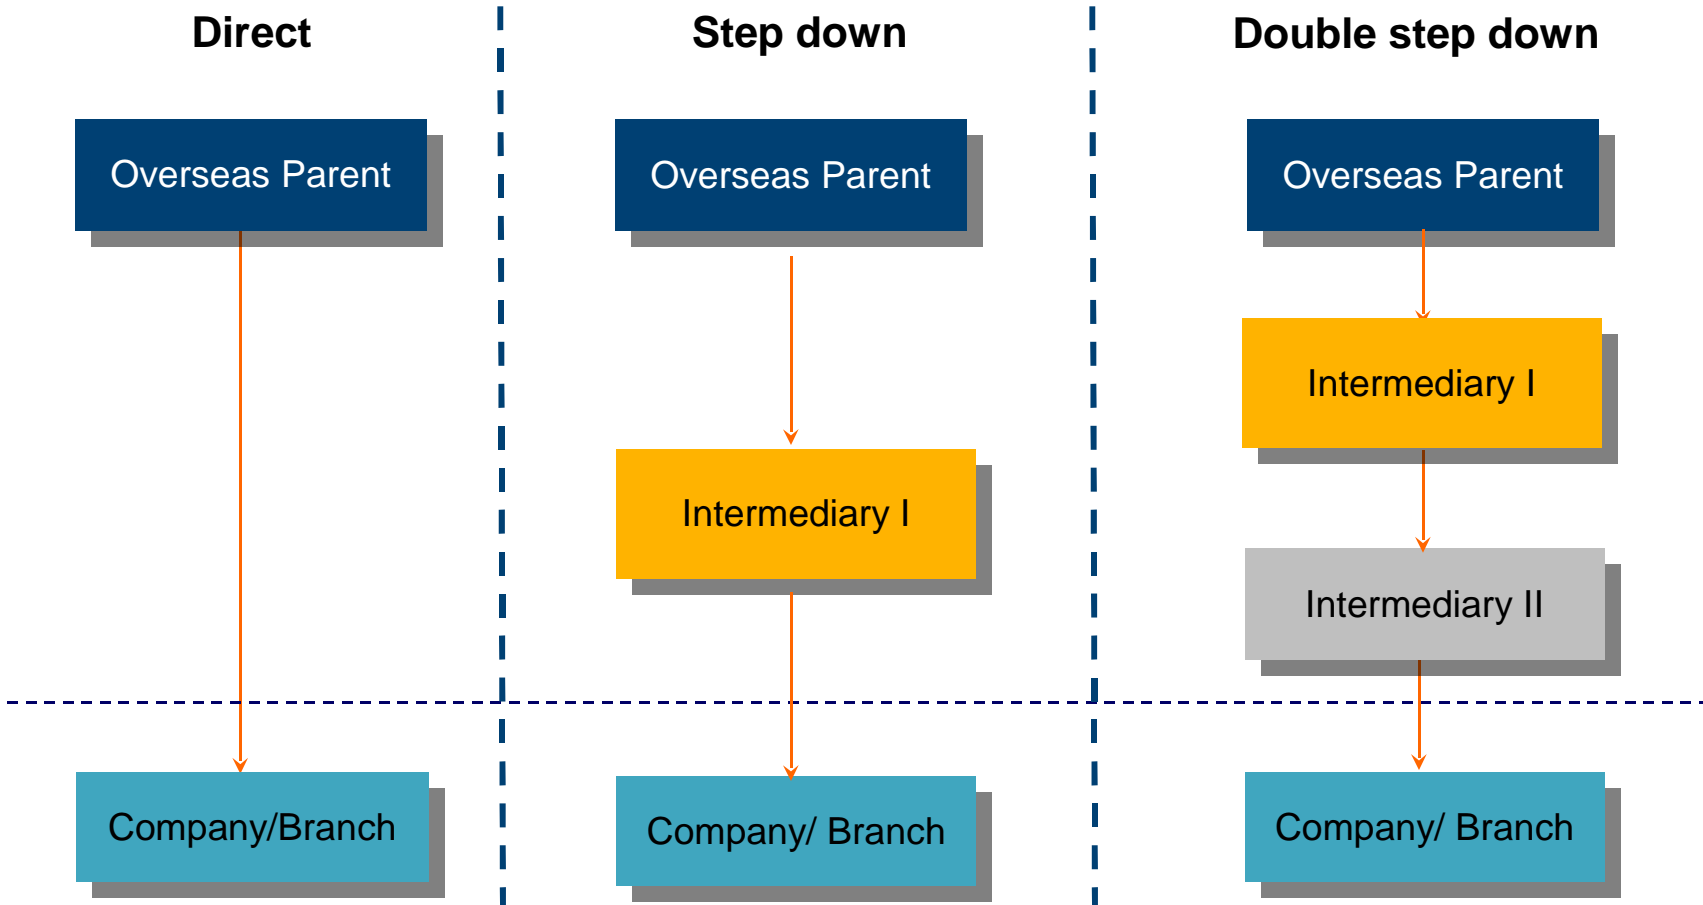 Direct
Step down
Double step down
Overseas Parent
Overseas Parent
Overseas Parent
Intermediary I
Intermediary I
Intermediary II
Company/Branch
Company/ Branch
Company/ Branch